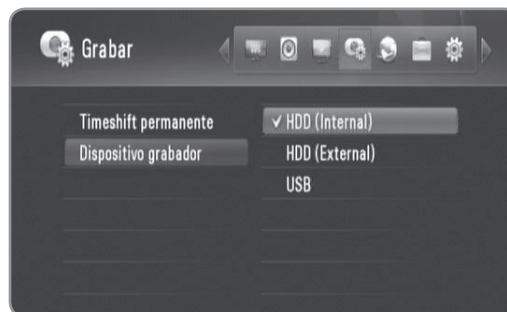 Grabar
Timeshift permanente
✓ HDD (Internal)
Dispositivo grabador
HDD (External)
USB